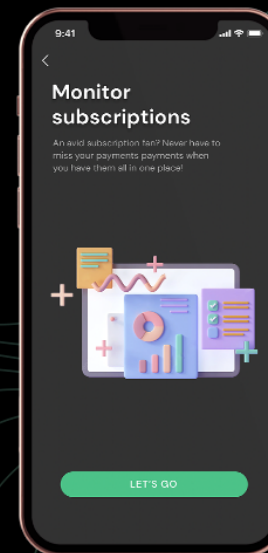 9:41
Monitor
subscriptions
An avid subscription fan? Never have to
miss your payments payments when
you have them all in one place!
LET'S GO